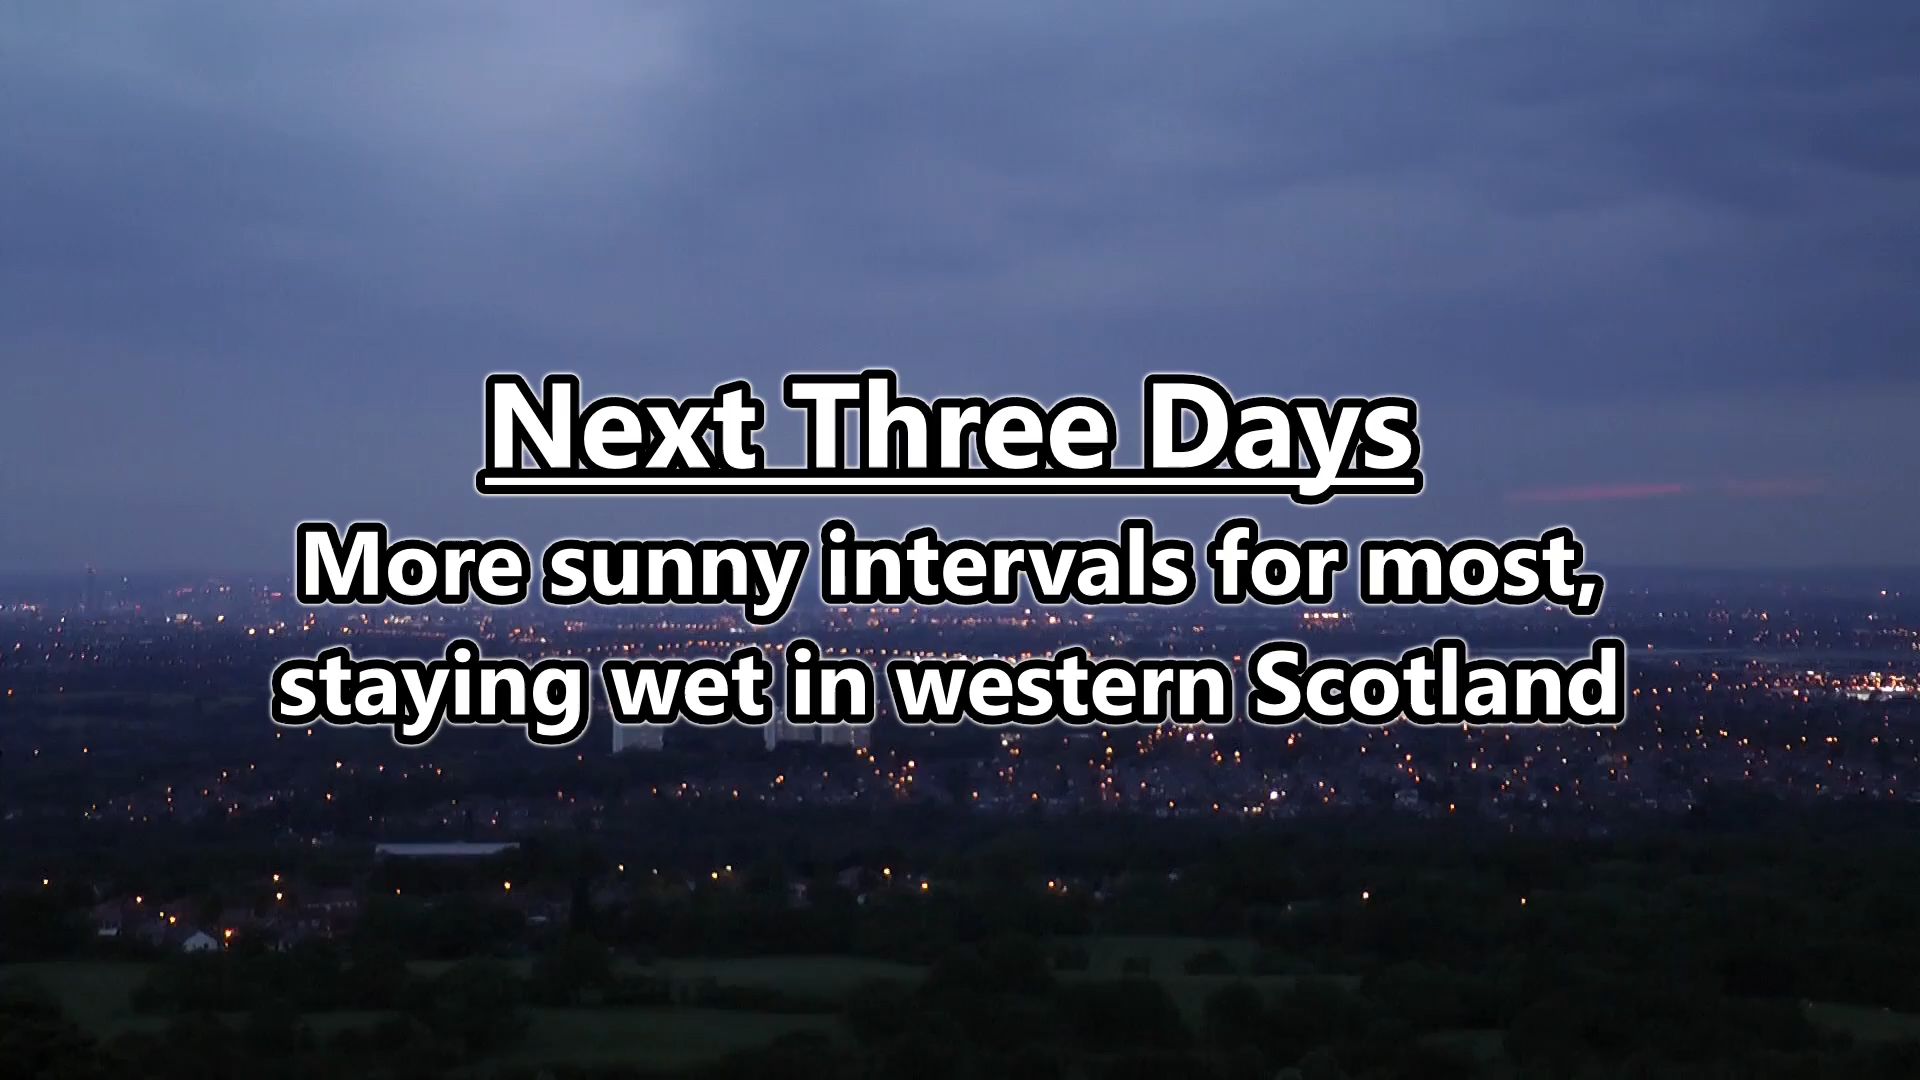 Next Three Days
More sunny intervals for most,
staying wet in western Scotland